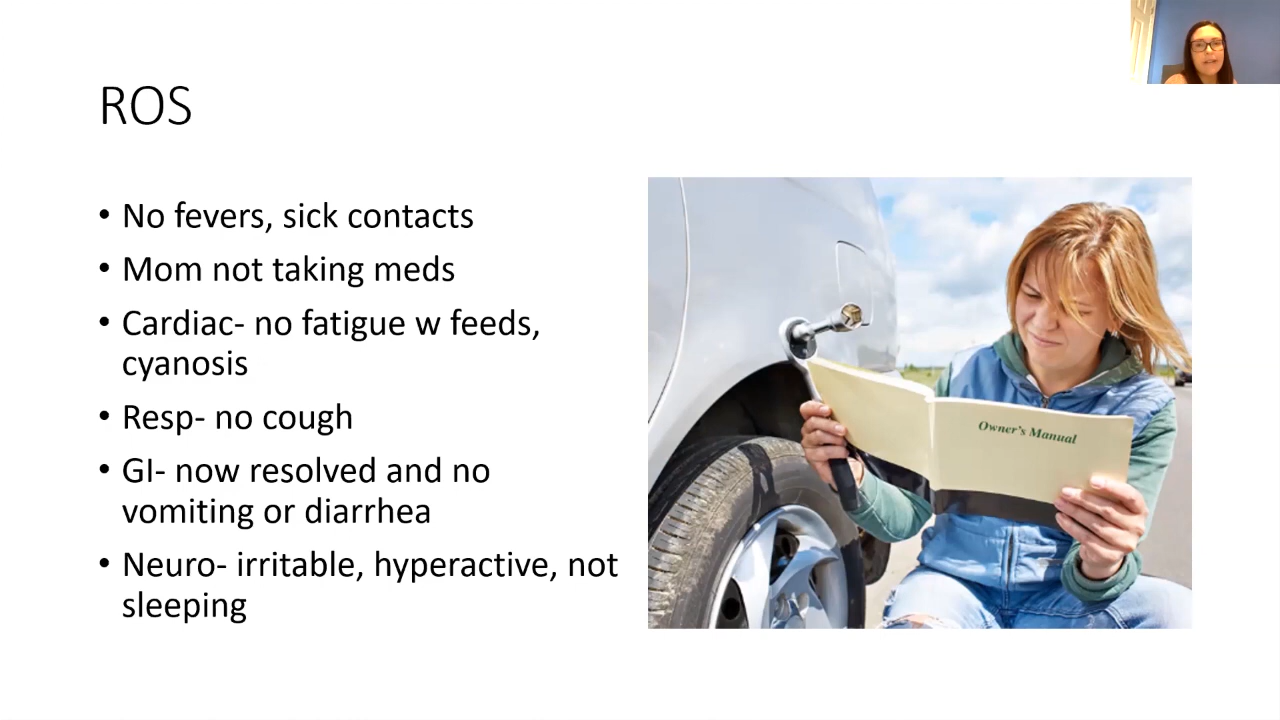 ROS
• No fevers, sick contacts
• Mom not taking meds
• Cardiac- no fatigue w feeds,
cyanosis
• Resp- no cough
• GI- now resolved and no
vomiting or diarrhea
• Neuro- irritable, hyperactive, not
sleeping
Owner's Manual